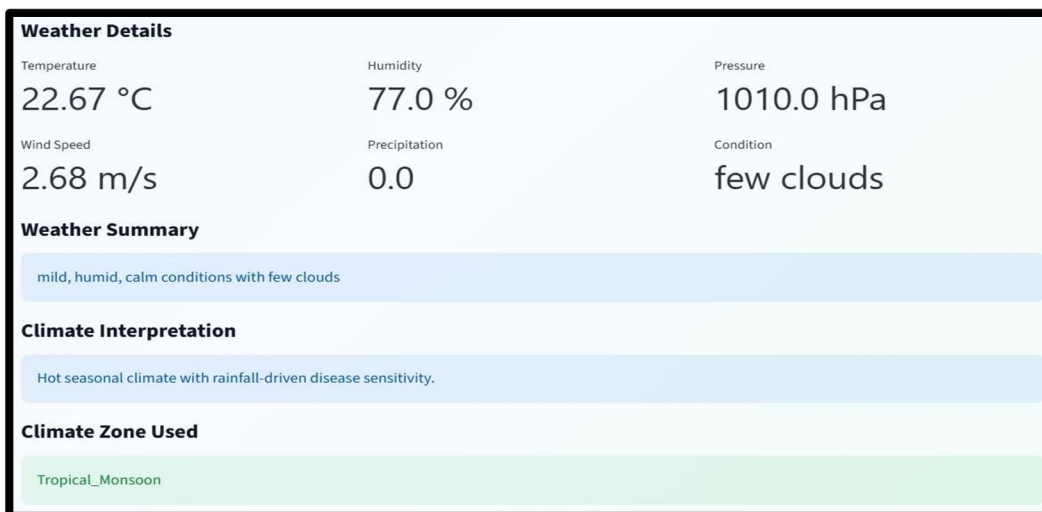 Weather Details
Temperature Humidity Pressure
22.67 °C 77.0 % 1010.0 hPa
Wind Speed Precipitation Condition
2.68 m/s 0.0 few clouds
Weather Summary
mild, humid, calm conditions with few clouds
Climate Interpretation
Hot seasonal climate with rainfall-driven disease sensitivity.
Climate Zone Used
Tropical_Monsoon